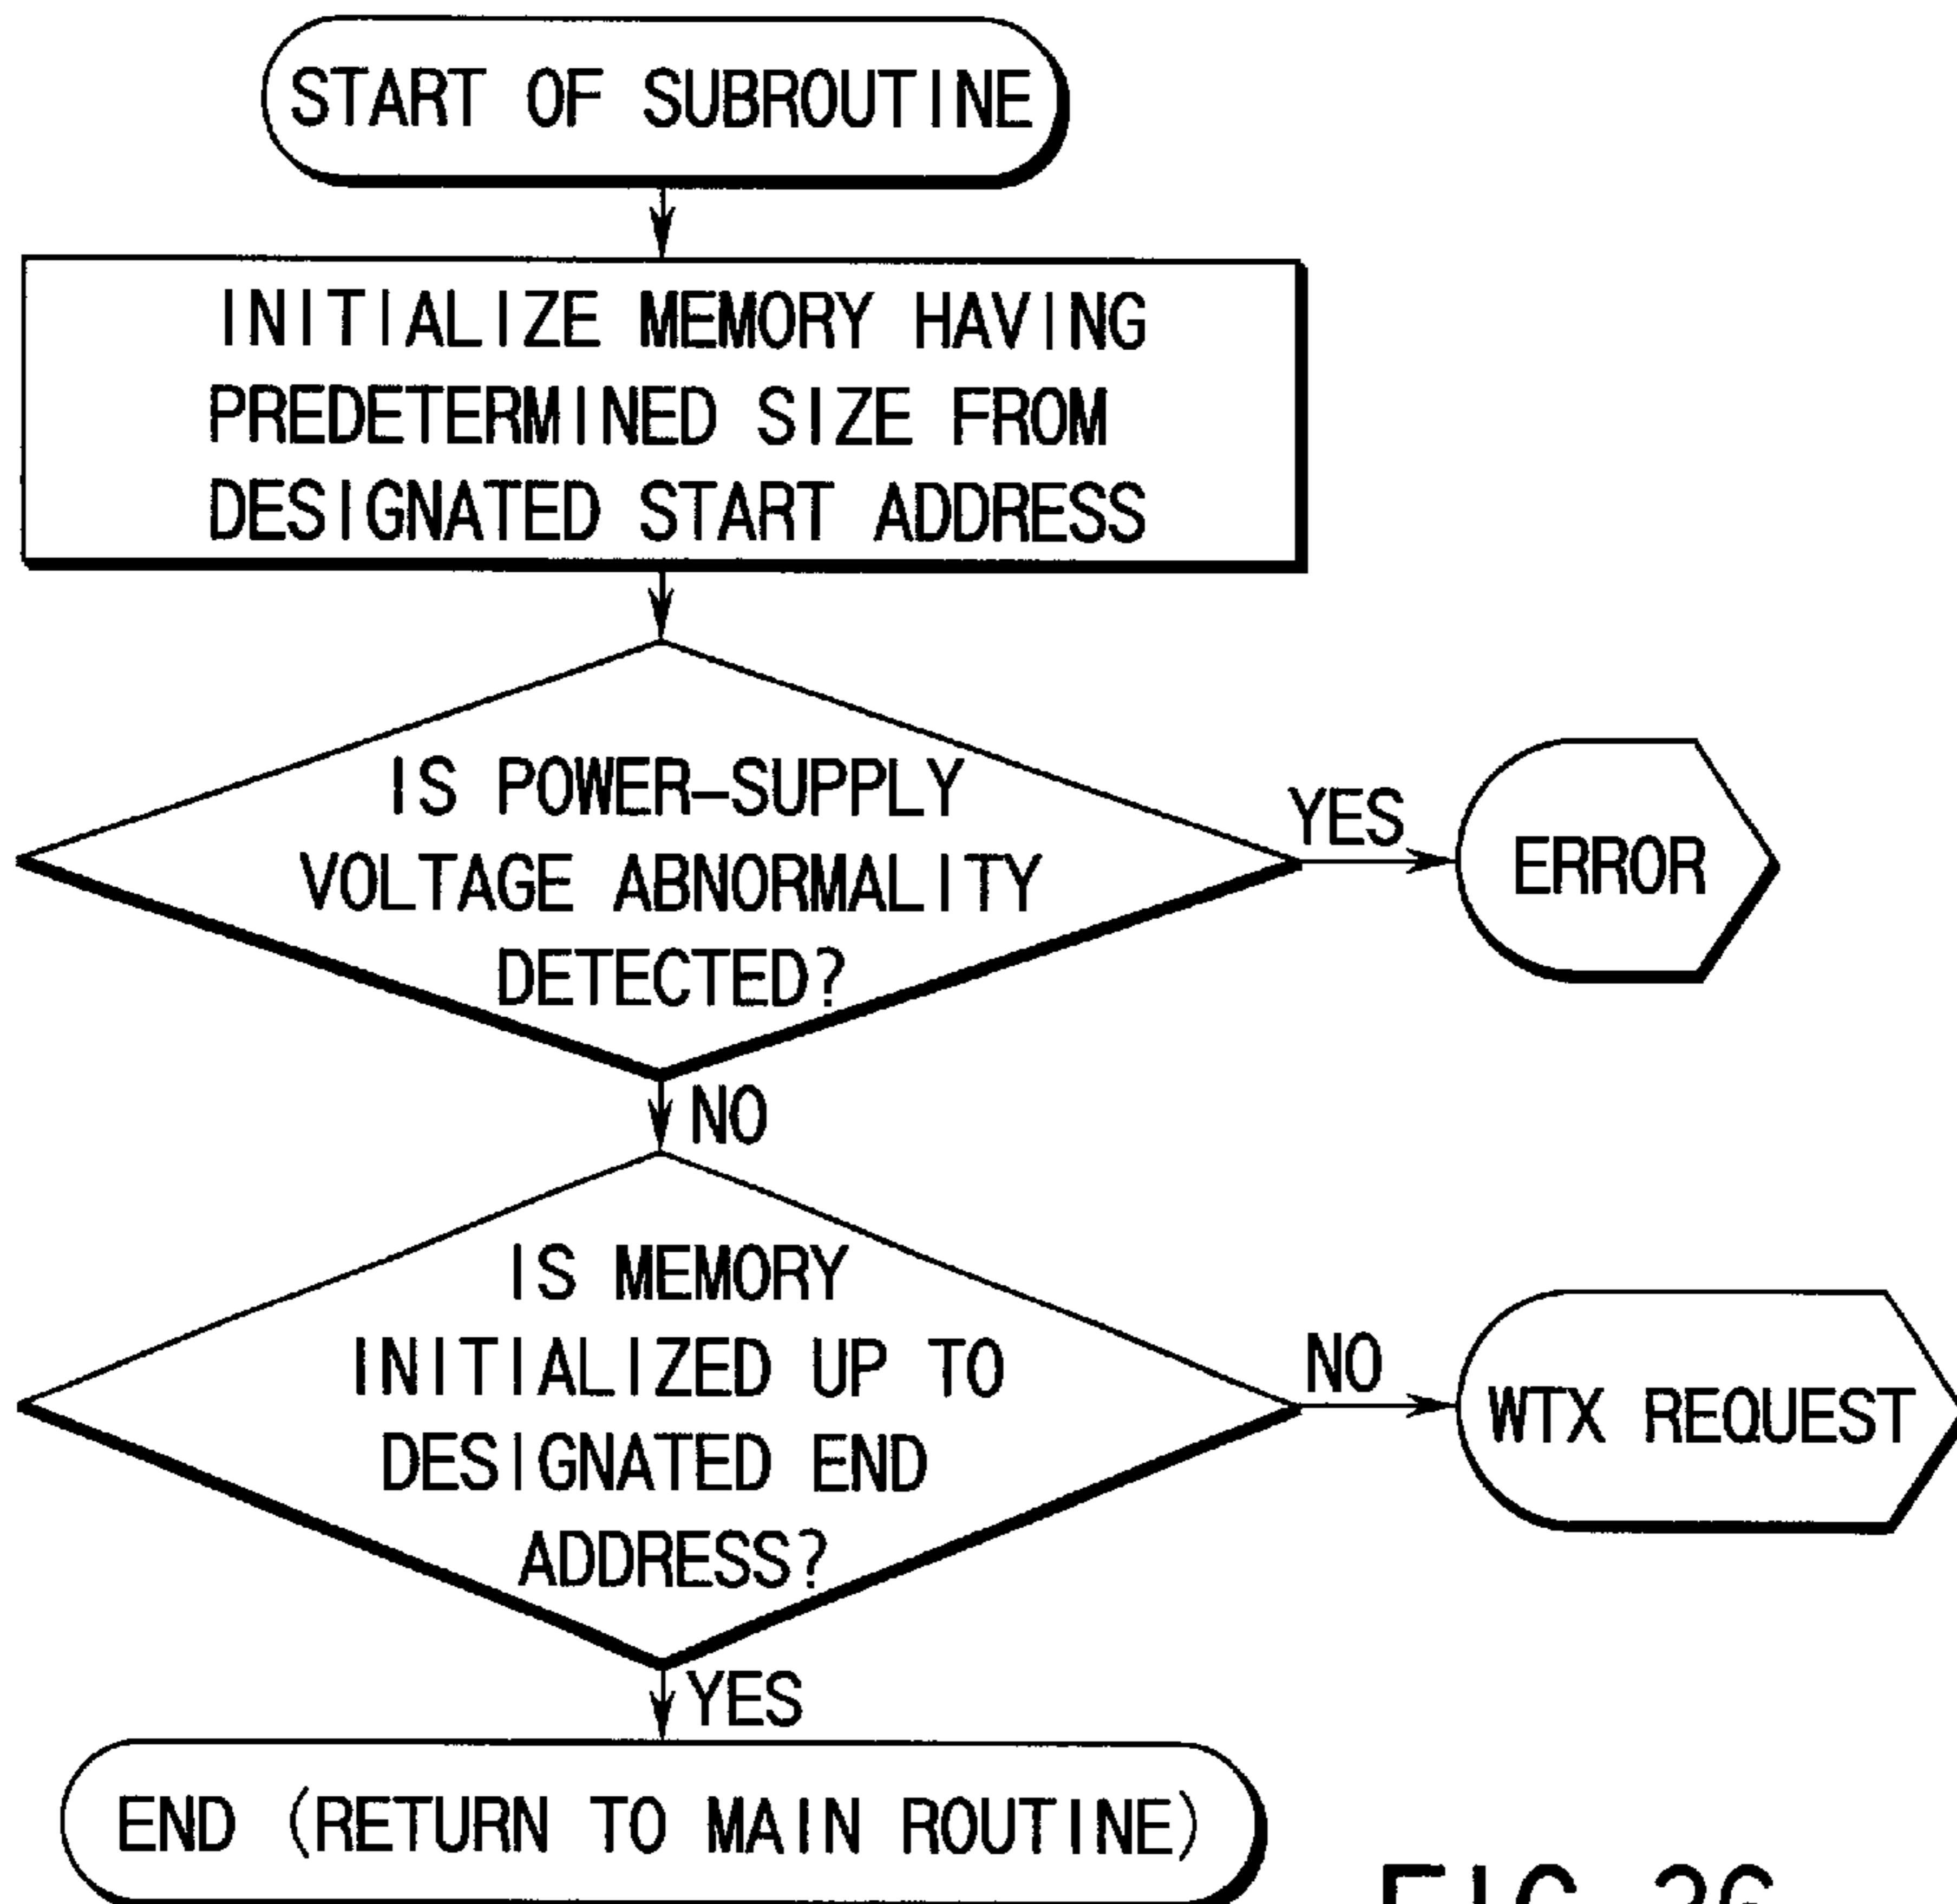 START OF SUBROUTINE
INITIALIZE MEMORY HAVING
PREDETERMINED SIZE FROM
DESIGNATED START ADDRESS
IS POWER-SUPPLY
VOLTAGE ABNORMALITY
DETECTED?
YES
ERROR
NO
IS MEMORY
INITIALIZED UP TO
DESIGNATED END
ADDRESS?
NO
WTX REQUEST
YES
END (RETURN TO MAIN ROUTINE)